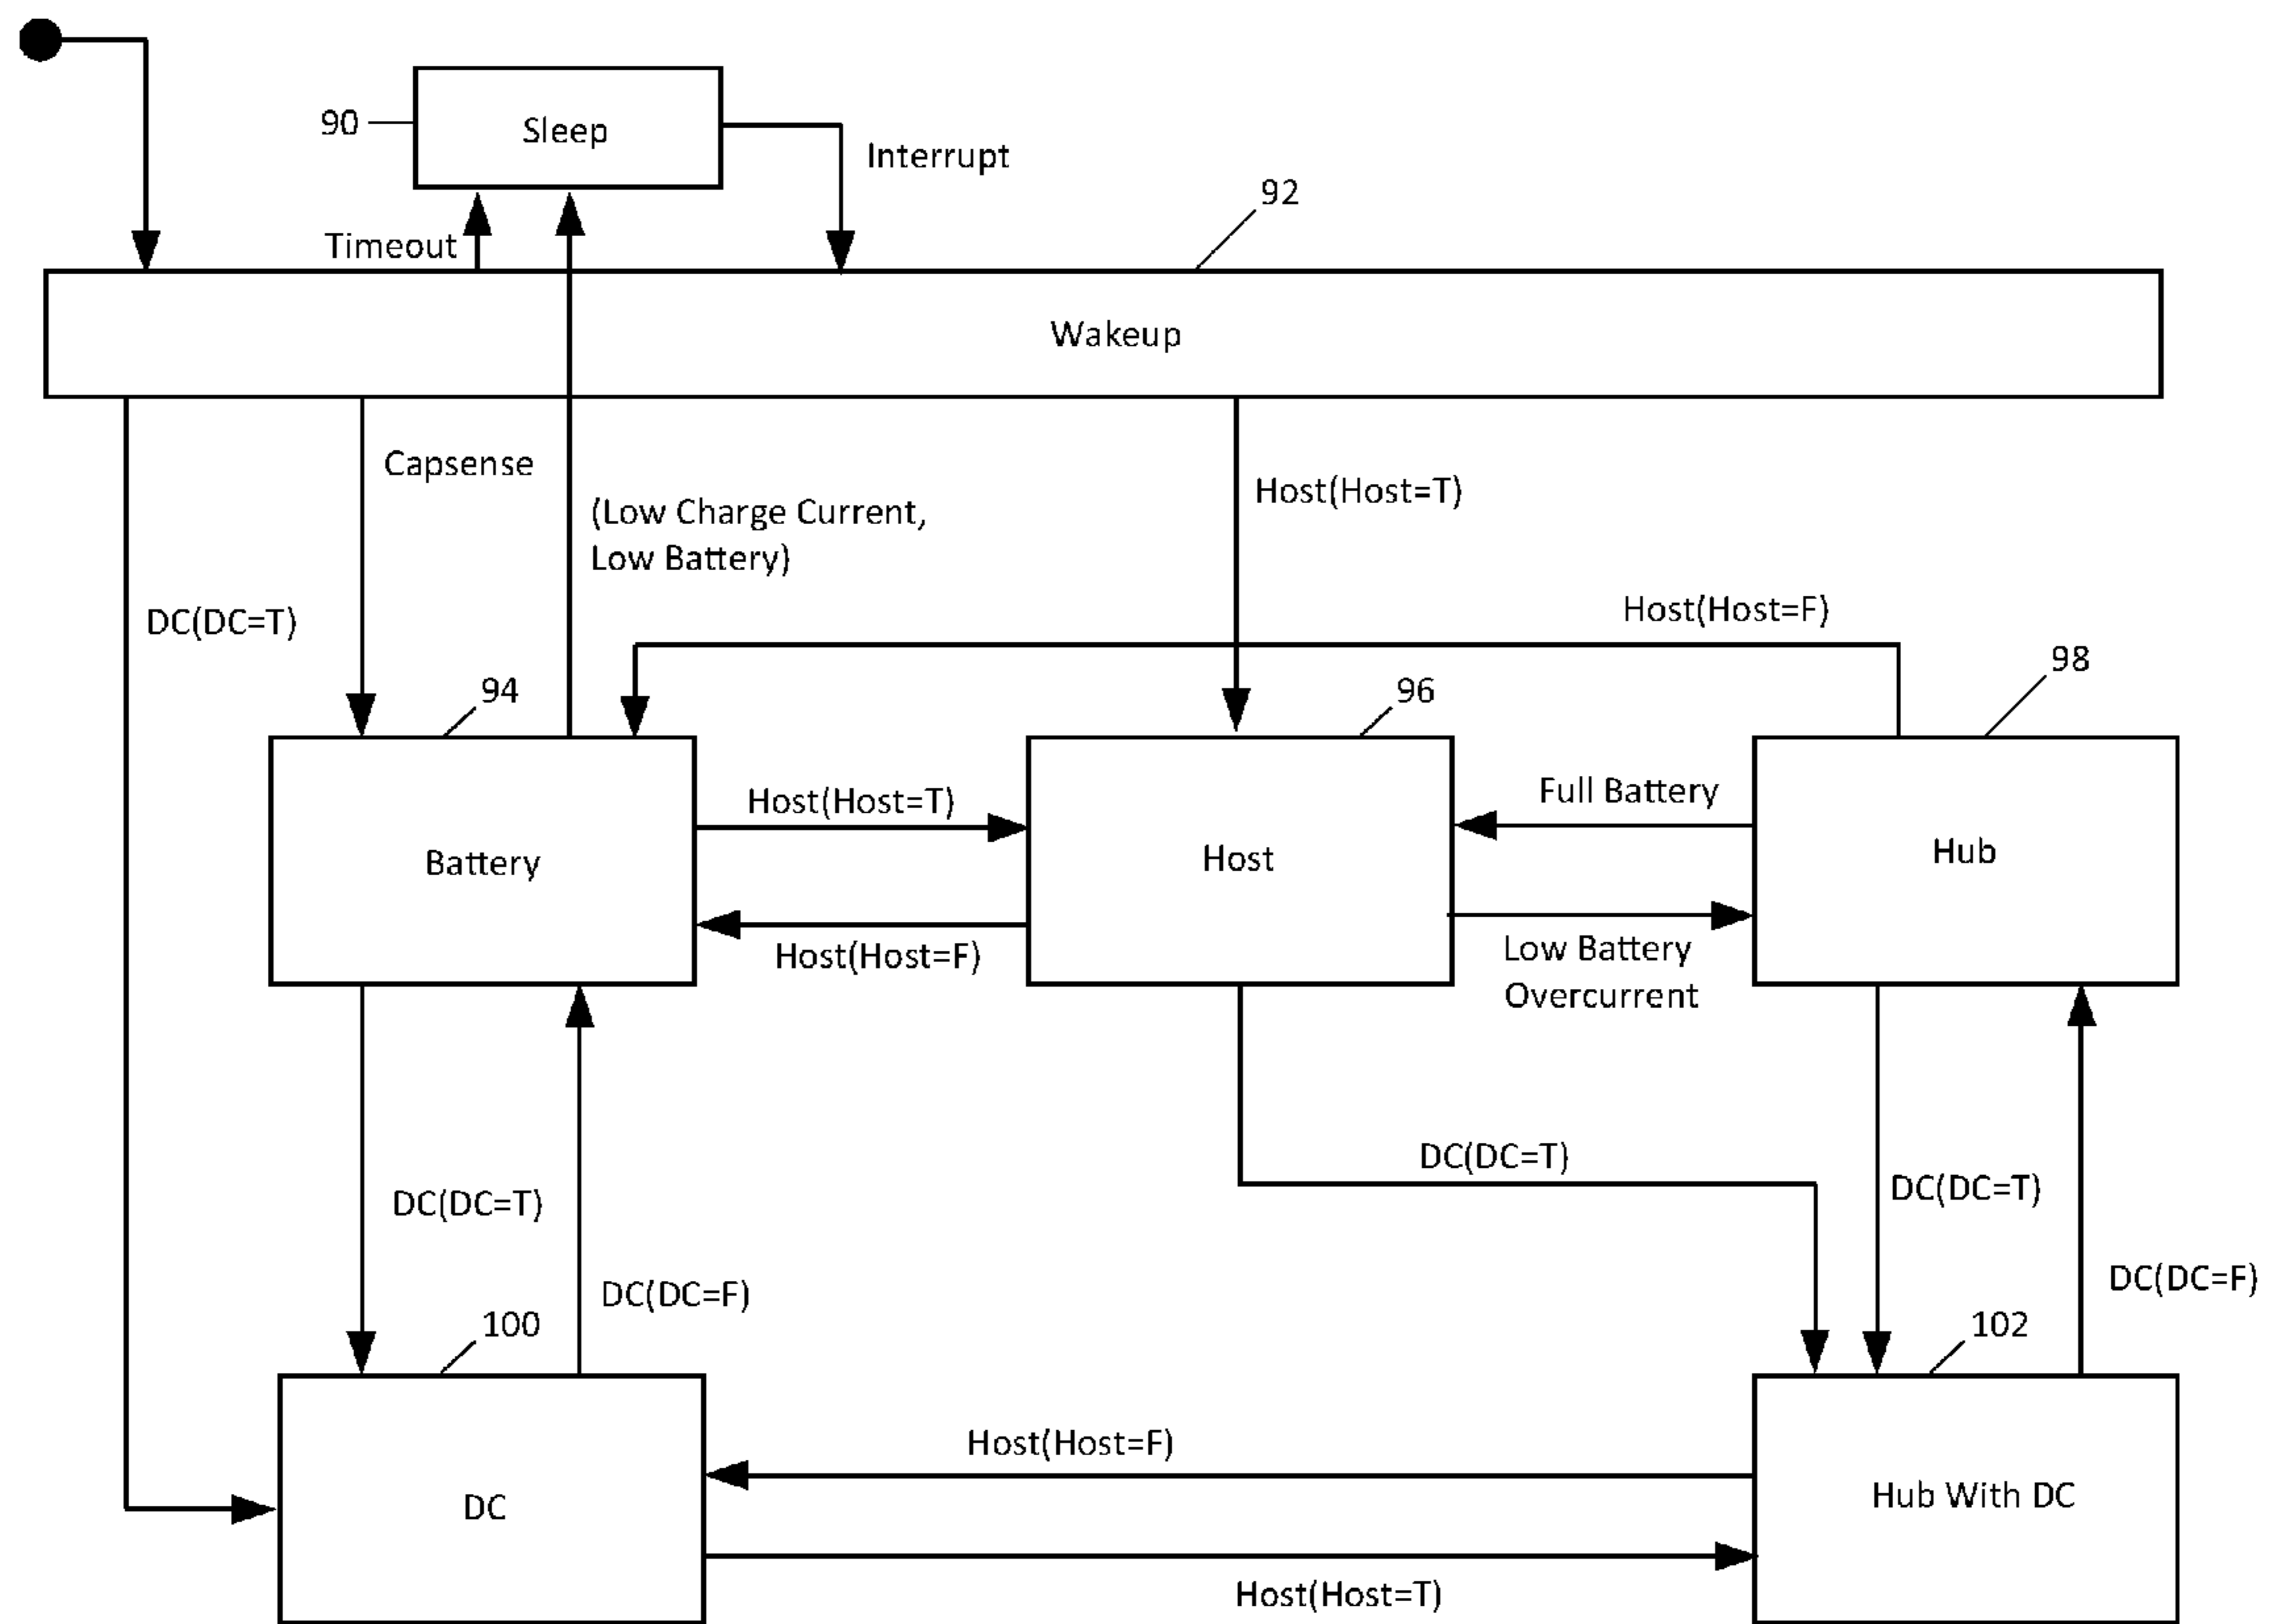 90
Sleep
Interrupt
92
Timeout
Wakeup
Capsense
Host(Host=T)
(Low Charge Current,
Low Battery)
DC(DC=T)
Host(Host=F)
94
96
98
Host(Host=T)
Full Battery
Battery
Host
Hub
Host(Host=F)
Low Battery
Overcurrent
DC(DC=T)
DC(DC=T)
DC(DC=T)
DC(DC=F)
DC(DC=F)
100
102
Host(Host=F)
DC
Hub With DC
Host(Host=T)